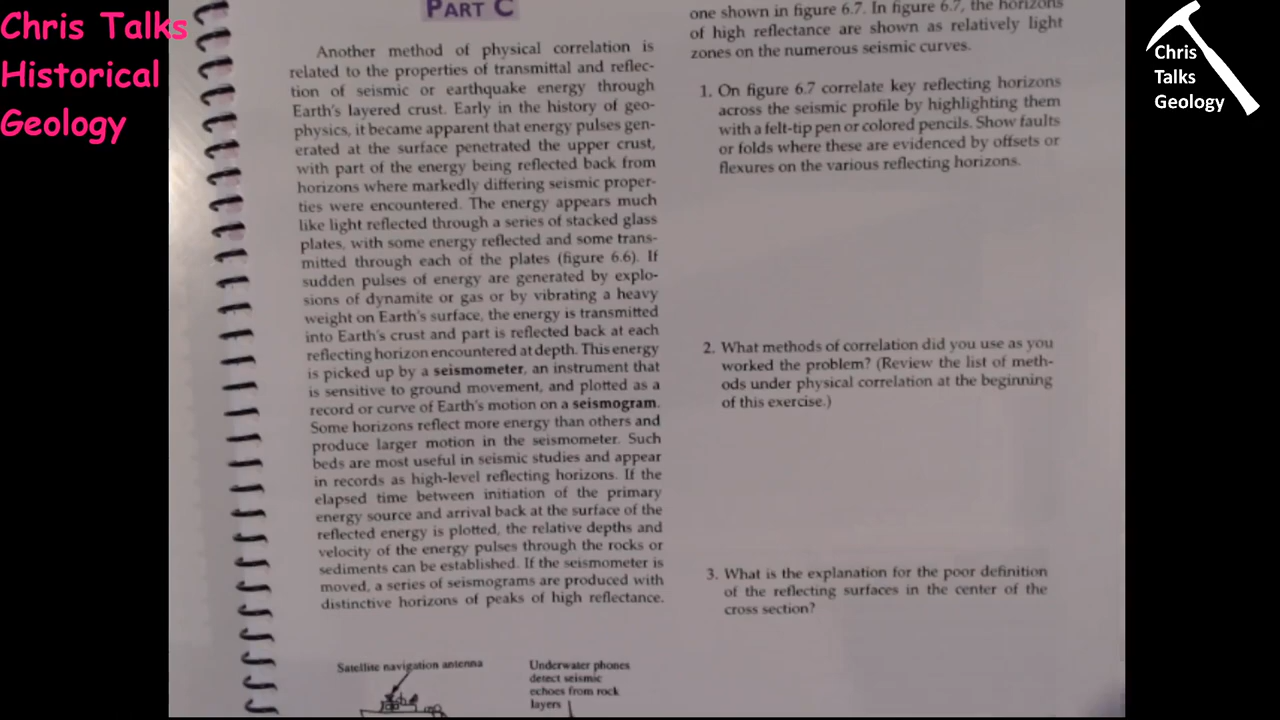 Chris Talks
Historical
Geology
Chris
Talks
Geology
PART C
Another method of physical correlation is
related to the properties of transmittal and reflec-
tion of seismic or earthquake energy through
Earth's layered crust. Early in the history of geo-
physics, it became apparent that energy pulses gen-
erated at the surface penetrated the upper crust,
with part of the energy being reflected back from
horizons where markedly differing seismic proper-
ties were encountered. The energy appears much
like light reflected through a series of stacked glass
plates, with some energy reflected and some trans-
mitted through each of the plates (figure 6.6). If
sudden pulses of energy are generated by explo-
sions of dynamite or gas or by vibrating a heavy
weight on Earth's surface, the energy is transmitted
into Earth's crust and part is reflected back at each
reflecting horizon encountered at depth. This energy
is picked up by a seismometer, an instrument that
is sensitive to ground movement, and plotted as a
record or curve of Earth's motion on a seismogram.
Some horizons reflect more energy than others and
produce larger motion in the seismometer. Such
beds are most useful in seismic studies and appear
in records as high-level reflecting horizons. If the
elapsed time between initiation of the primary
energy source and arrival back at the surface of the
reflected energy is plotted, the relative depths and
velocity of the energy pulses through the rocks or
sediments can be established. If the seismometer is
moved, a series of seismograms are produced with
distinctive horizons of peaks of high reflectance.
Satellite navigation antenna
Underwater phones
detect seismic
echoes from rock
layers
one shown in figure 6.7. In figure 6.7, the horizons
of high reflectance are shown as relatively light
zones on the numerous seismic curves.
1. On figure 6.7 correlate key reflecting horizons
across the seismic profile by highlighting them
with a felt-tip pen or colored pencils. Show faults
or folds where these are evidenced by offsets or
flexures on the various reflecting horizons.
2. What methods of correlation did you use as you
worked the problem? (Review the list of meth-
ods under physical correlation at the beginning
of this exercise.)
3. What is the explanation for the poor definition
of the reflecting surfaces in the center of the
cross section?